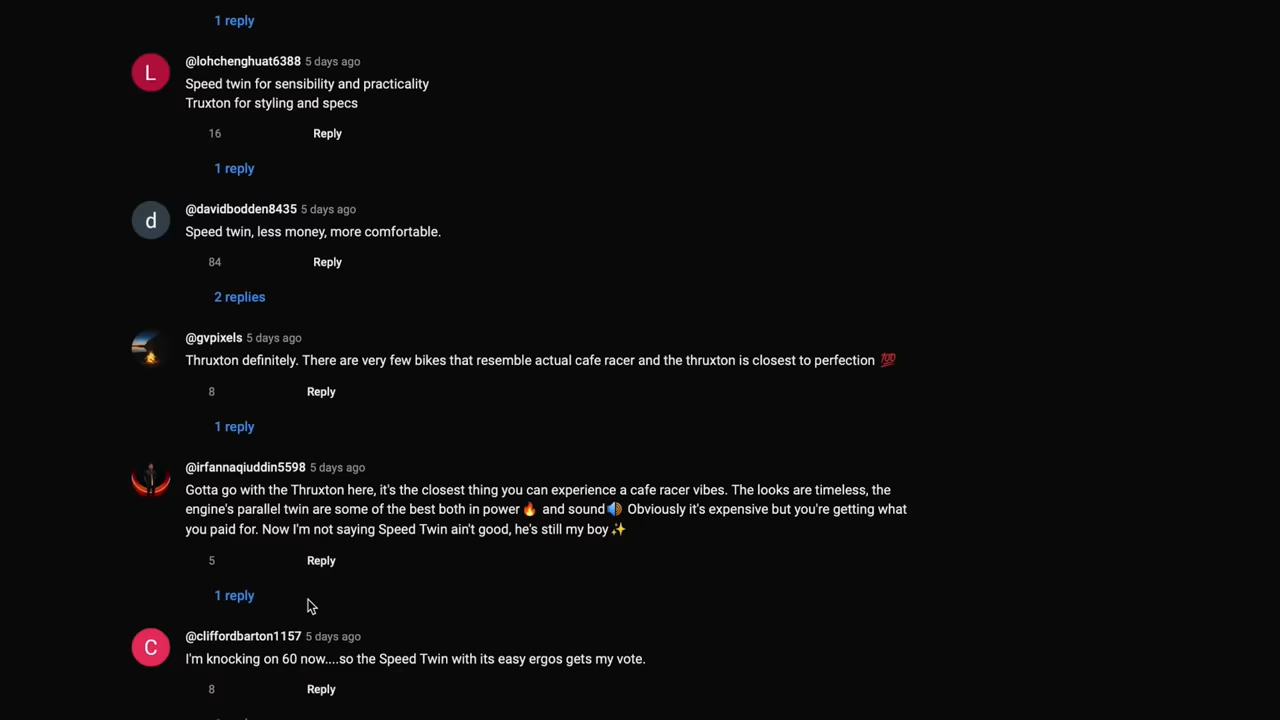 1 reply
L
@lohchenghuat6388 5 days ago
Speed twin for sensibility and practicality
Truxton for styling and specs
16 Reply
1 reply
d
@davidbodden8435 5 days ago
Speed twin, less money, more comfortable.
84 Reply
2 replies
@gvpixels 5 days ago
Thruxton definitely. There are very few bikes that resemble actual cafe racer and the thruxton is closest to perfection 💯
8 Reply
1 reply
@irfannaqiuddin5598 5 days ago
Gotta go with the Thruxton here, it's the closest thing you can experience a cafe racer vibes. The looks are timeless, the
engine's parallel twin are some of the best both in power🔥 and sound🔊 Obviously it's expensive but you're getting what
you paid for. Now I'm not saying Speed Twin ain't good, he's still my boy✨
5 Reply
1 reply
C
@cliffordbarton1157 5 days ago
I'm knocking on 60 now....so the Speed Twin with its easy ergos gets my vote.
8 Reply